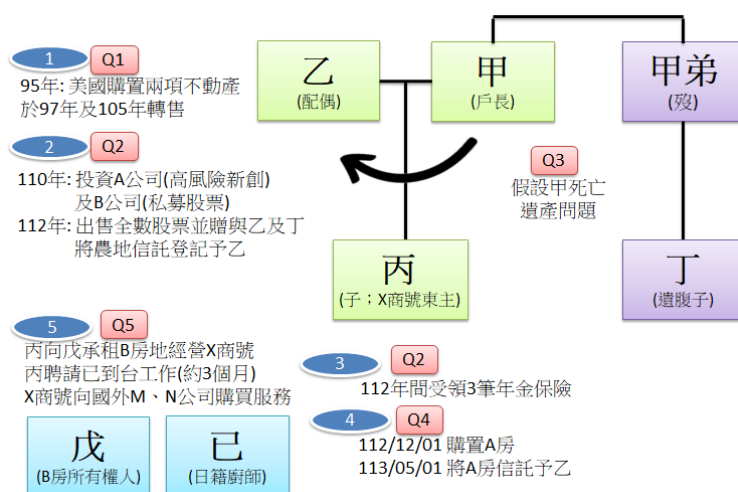 1 Q1
95年: 美國購置兩項不動產
於97年及105年轉售
2 Q2
110年: 投資A公司(高風險新創)
及B公司(私募股票)
112年: 出售全數股票並贈與乙及丁
將農地信託登記予乙
乙
(配偶)
甲
(戶長)
甲弟
(歿)
Q3
假設甲死亡
遺產問題
丙
(子；X商號東主)
丁
(遺腹子)
5 Q5
丙向戊承租B房地經營X商號
丙聘請已到台工作(約3個月)
X商號向國外M、N公司購買服務
戊
(B房所有權人)
已
(日籍廚師)
3 Q2
112年間受領3筆年金保險
4 Q4
112/12/01 購置A房
113/05/01 將A房信託予乙